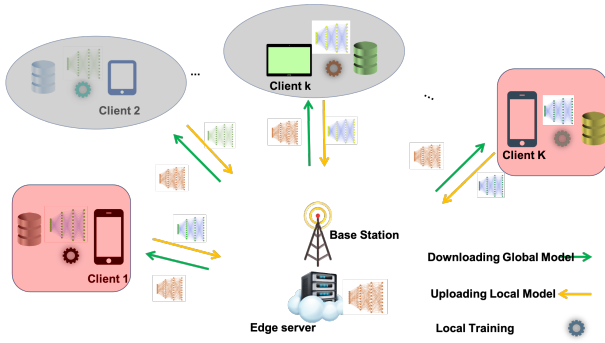 ...
Client k
Client 2
...
Client K
Client 1
Base Station
Downloading Global Model
Uploading Local Model
Edge server
Local Training